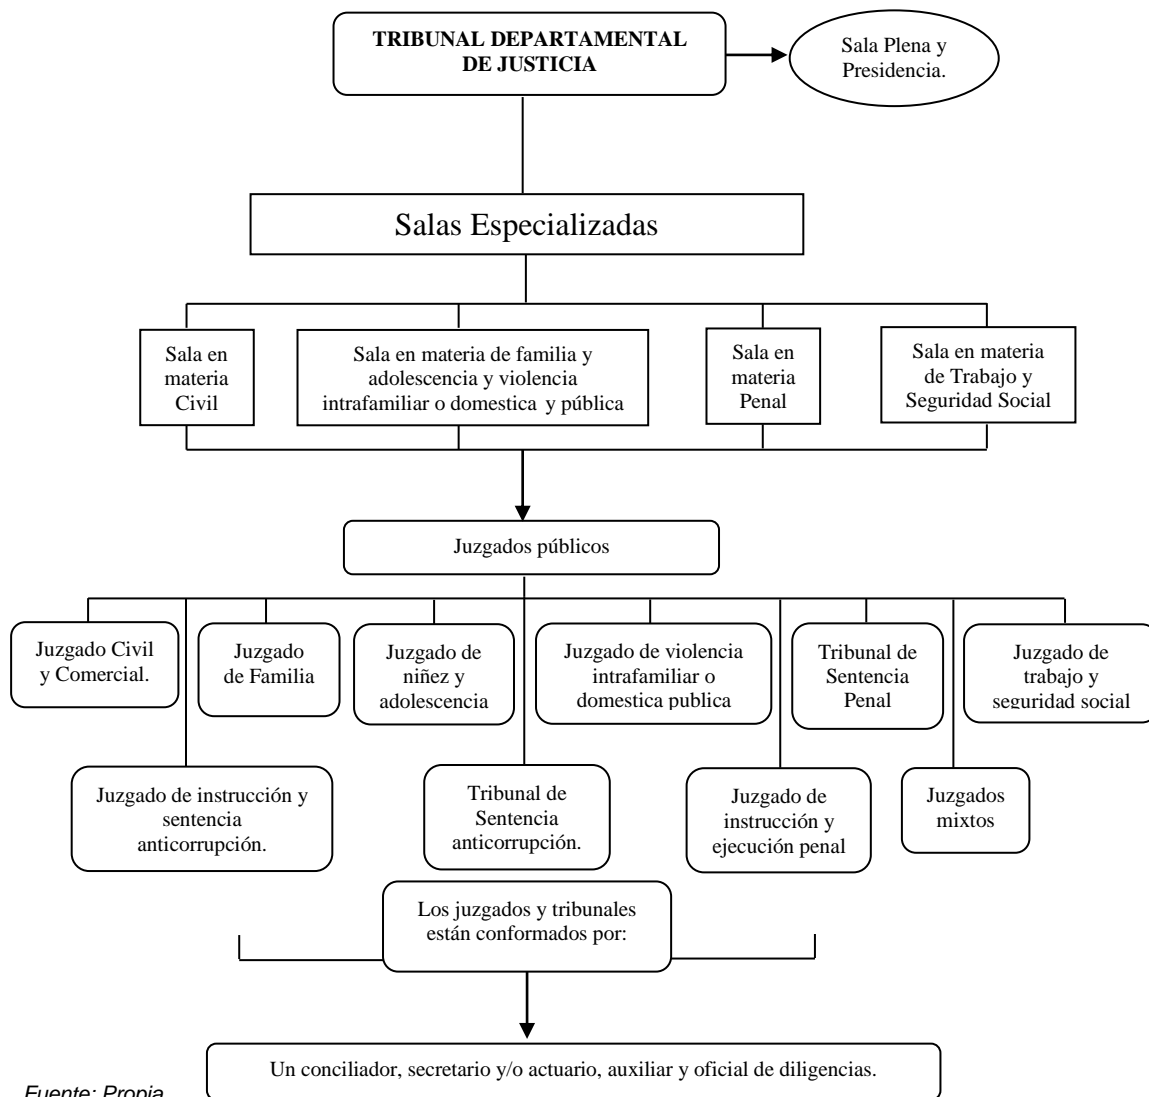 TRIBUNAL DEPARTAMENTAL
DE JUSTICIA
Sala Plena y
Presidencia.
Salas Especializadas
Sala en
materia
Civil
Sala en materia de familia y
adolescencia y violencia
intrafamiliar o domestica y pública
Sala en
materia
Penal
Sala en materia
de Trabajo y
Seguridad Social
Juzgados públicos
Juzgado Civil
y Comercial.
Juzgado
de Familia
Juzgado de
niñez y
adolescencia
Juzgado de violencia
intrafamiliar o
domestica publica
Tribunal de
Sentencia
Penal
Juzgado de
trabajo y
seguridad social
Juzgado de instrucción y
sentencia
anticorrupción.
Tribunal de
Sentencia
anticorrupción.
Juzgado de
instrucción y
ejecución penal
Juzgados
mixtos
Los juzgados y tribunales
están conformados por:
Un conciliador, secretario y/o actuario, auxiliar y oficial de diligencias.
Fuente: Propia